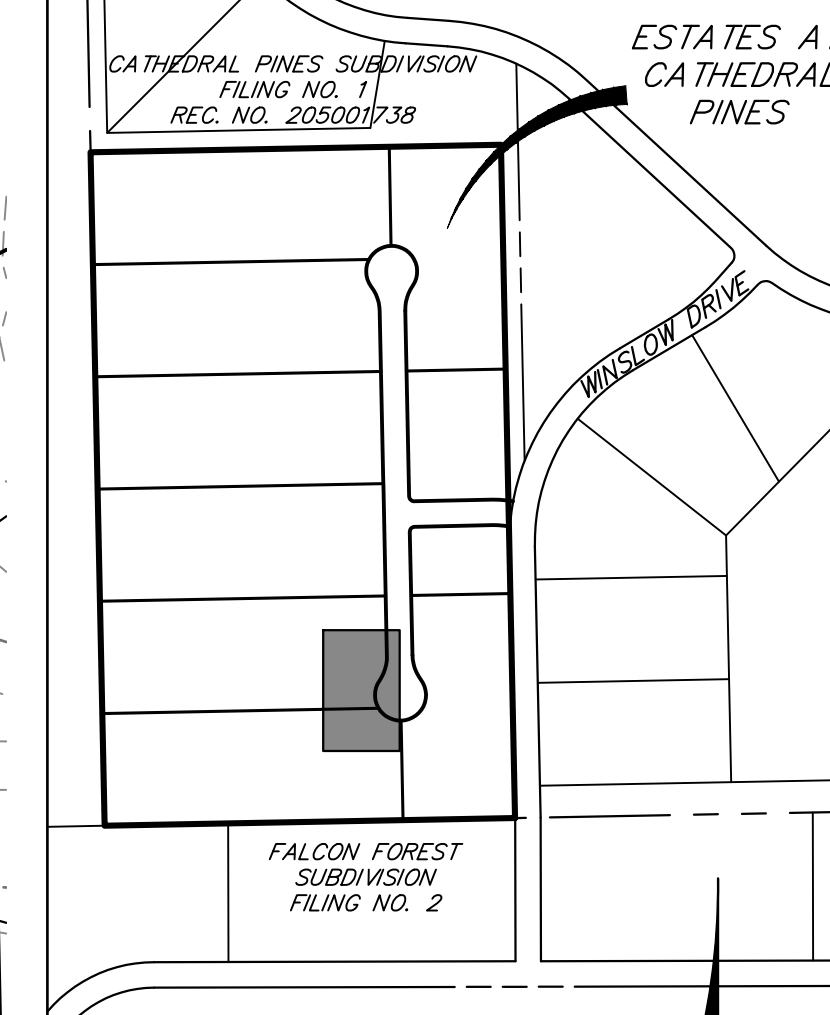 CATHEDRAL PINES SUBDIVISION
FILING NO. 1
REC. NO. 205001738
ESTATES A
CATHEDRAL
PINES
WINSLOW DRIVE
FALCON FOREST
SUBDIVISION
FILING NO. 2